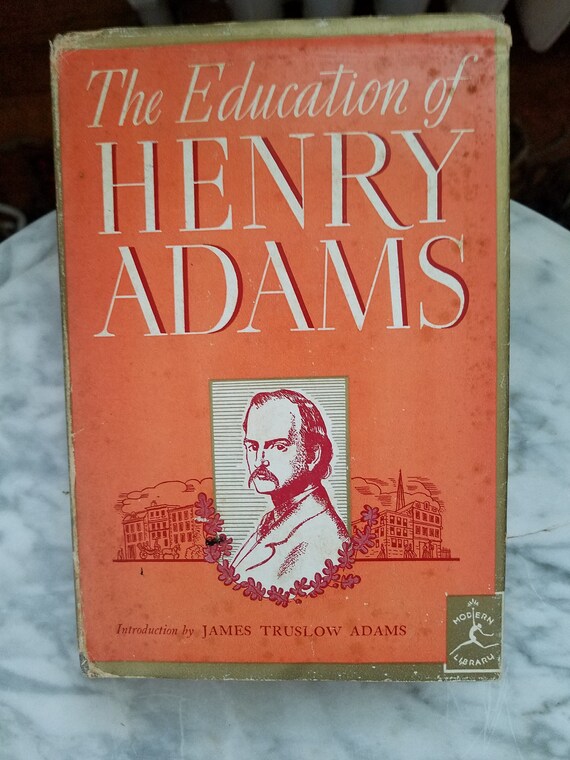 The Education of
HENRY
ADAMS
Introduction by JAMES TRUSLOW ADAMS
MODERN
LIBRARY